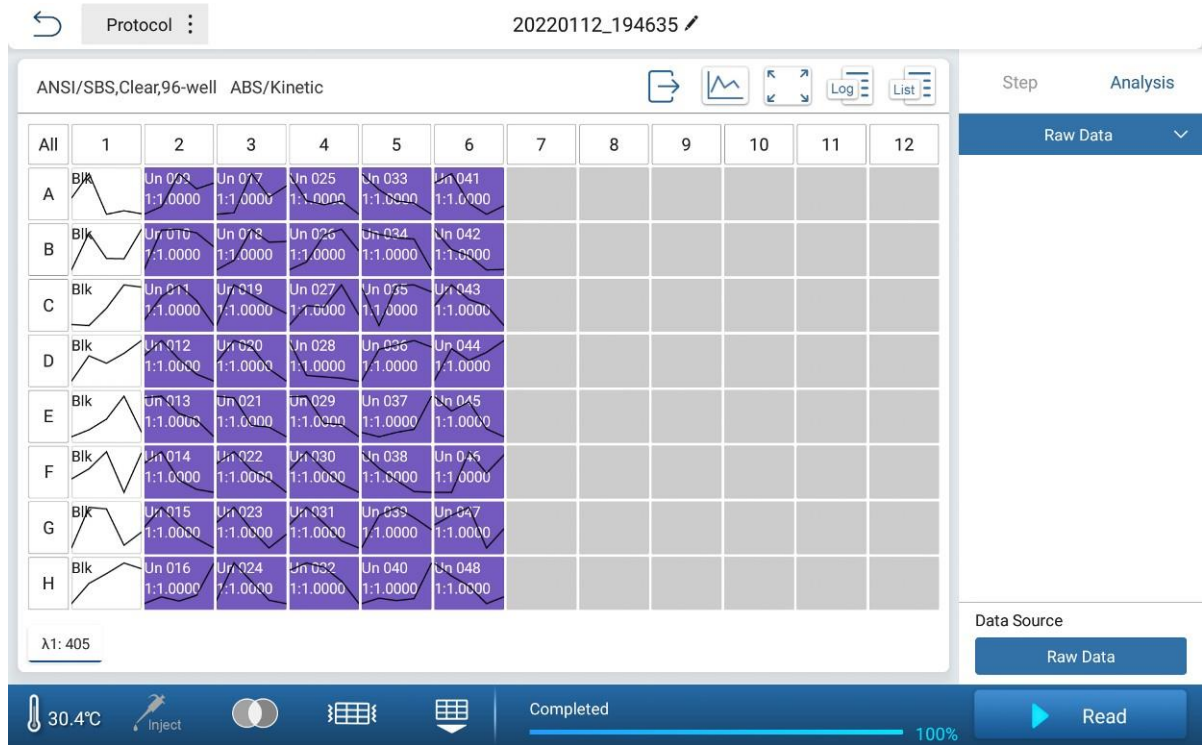 Protocol
20220112_194635
ANSI/SBS,Clear,96-well ABS/Kinetic
Log
List
Step Analysis
Raw Data
All 1 2 3 4 5 6 7 8 9 10 11 12
Blk Un 009 Un 017 Un 025 Un 033 Un 041
A 1:1.0000 1:1.0000 1:1.0000 1:1.0000 1:1.0000
Blk Un 010 Un 018 Un 026 Un 034 Un 042
B 1:1.0000 1:1.0000 1:1.0000 1:1.0000 1:1.0000
Blk Un 011 Un 019 Un 027 Un 035 Un 043
C 1:1.0000 1:1.0000 1:1.0000 1:1.0000 1:1.0000
Blk Un 012 Un 020 Un 028 Un 036 Un 044
D 1:1.0000 1:1.0000 1:1.0000 1:1.0000 1:1.0000
Blk Un 013 Un 021 Un 029 Un 037 Un 045
E 1:1.0000 1:1.0000 1:1.0000 1:1.0000 1:1.0000
Blk Un 014 Un 022 Un 030 Un 038 Un 046
F 1:1.0000 1:1.0000 1:1.0000 1:1.0000 1:1.0000
Blk Un 015 Un 023 Un 031 Un 039 Un 047
G 1:1.0000 1:1.0000 1:1.0000 1:1.0000 1:1.0000
Blk Un 016 Un 024 Un 032 Un 040 Un 048
H 1:1.0000 1:1.0000 1:1.0000 1:1.0000 1:1.0000
λ1: 405
Data Source
Raw Data
30.4℃
Inject
Completed
100%
Read